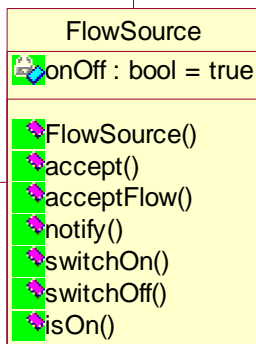 FlowSource
onOff : bool = true
FlowSource()
accept()
acceptFlow()
notify()
switchOn()
switchOff()
isOn()